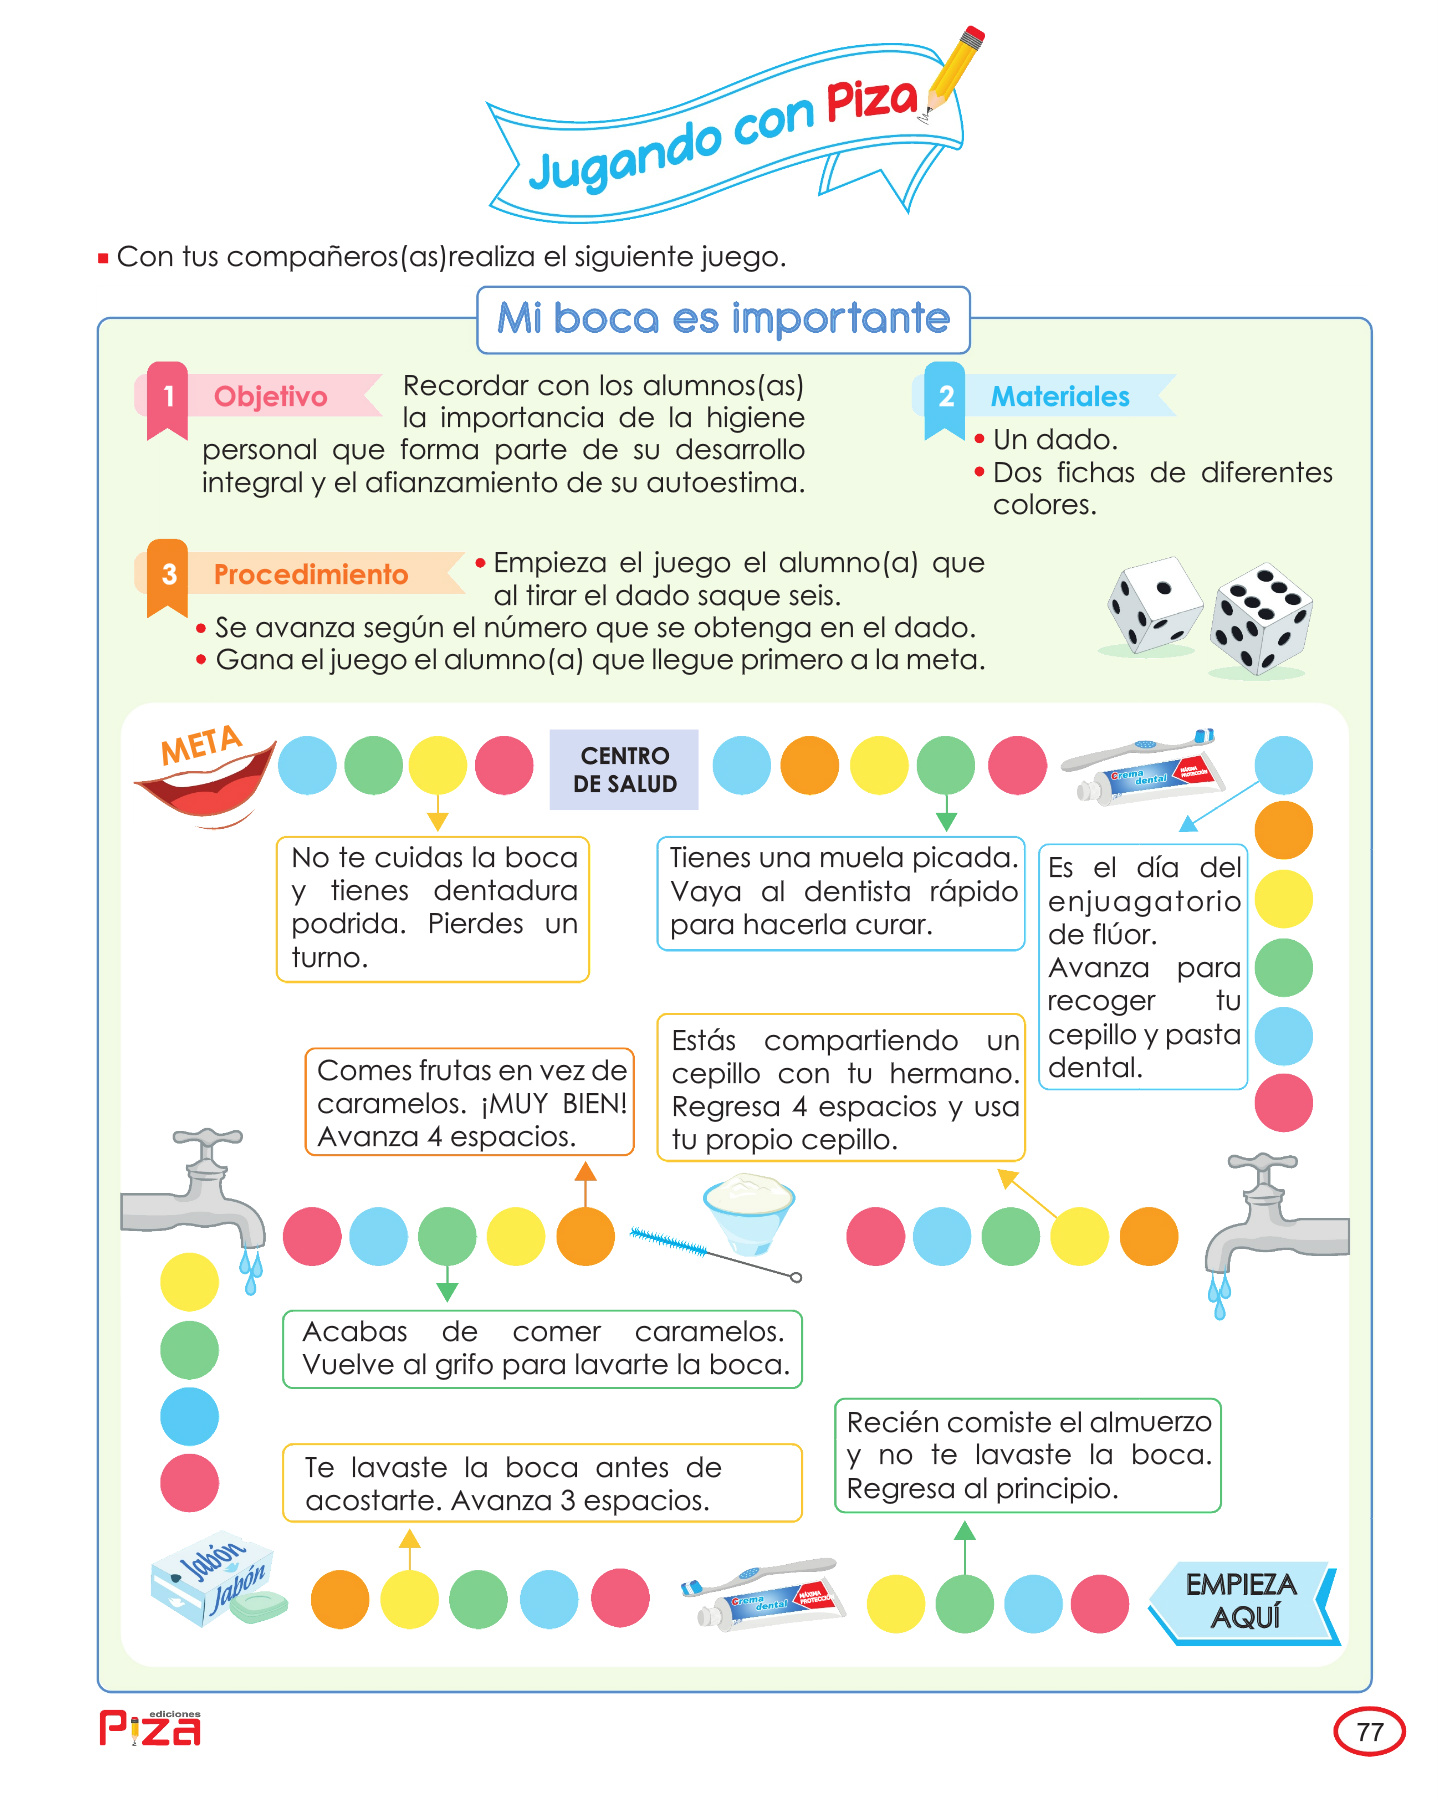 Jugando con Piza
Con tus compañeros(as)realiza el siguiente juego.
Mi boca es importante
1 Objetivo
Recordar con los alumnos(as)
la importancia de la higiene
personal que forma parte de su desarrollo
integral y el afianzamiento de su autoestima.
2 Materiales
• Un dado.
• Dos fichas de diferentes
colores.
3 Procedimiento
• Empieza el juego el alumno(a) que
al tirar el dado saque seis.
• Se avanza según el número que se obtenga en el dado.
• Gana el juego el alumno(a) que llegue primero a la meta.
META
CENTRO
DE SALUD
Crema
dental
MÁXIMA
PROTECCIÓN
No te cuidas la boca
y tienes dentadura
podrida. Pierdes un
turno.
Tienes una muela picada.
Vaya al dentista rápido
para hacerla curar.
Es el día del
enjuagatorio
de flúor.
Avanza para
recoger tu
cepillo y pasta
dental.
Comes frutas en vez de
caramelos. ¡MUY BIEN!
Avanza 4 espacios.
Estás compartiendo un
cepillo con tu hermano.
Regresa 4 espacios y usa
tu propio cepillo.
Acabas de comer caramelos.
Vuelve al grifo para lavarte la boca.
Te lavaste la boca antes de
acostarte. Avanza 3 espacios.
Recién comiste el almuerzo
y no te lavaste la boca.
Regresa al principio.
Jabón
Jabón
Crema
dental
MÁXIMA
PROTECCIÓN
EMPIEZA
AQUÍ
ediciones
Piza
77